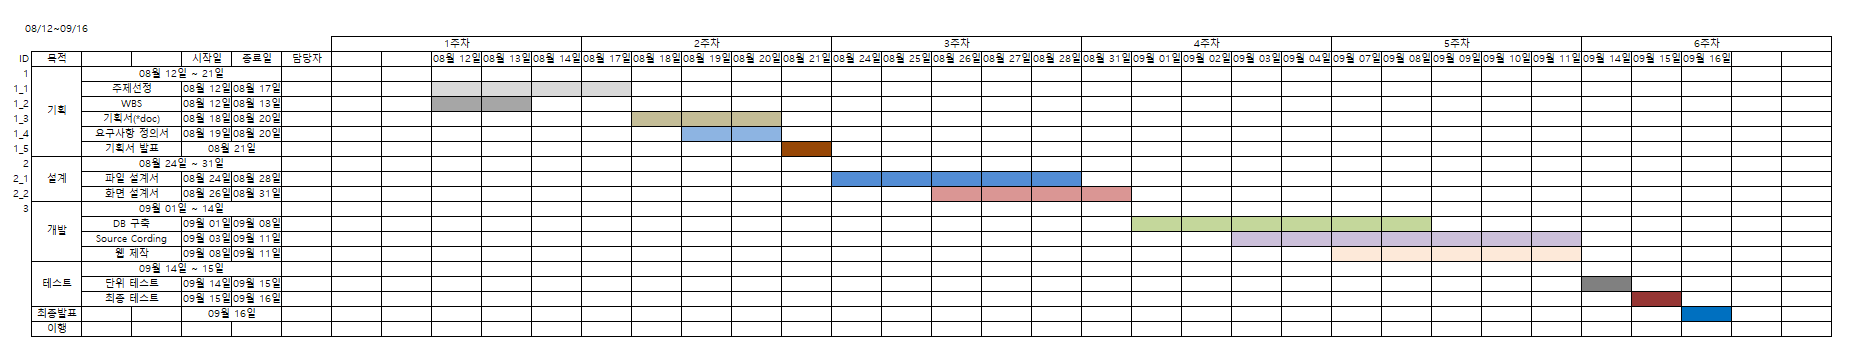 08/12~09/16
1주차 2주차 3주차 4주차 5주차 6주차
ID 목적 시작일 종료일 담당자 08월 12일 08월 13일 08월 14일 08월 17일 08월 18일 08월 19일 08월 20일 08월 21일 08월 24일 08월 25일 08월 26일 08월 27일 08월 28일 08월 31일 09월 01일 09월 02일 09월 03일 09월 04일 09월 07일 09월 08일 09월 09일 09월 10일 09월 11일 09월 14일 09월 15일 09월 16일
1 기획 08월 12일 ~ 21일
1_1 주제선정 08월 12일 08월 17일
1_2 WBS 08월 12일 08월 13일
1_3 기획서(*doc) 08월 18일 08월 20일
1_4 요구사항 정의서 08월 19일 08월 20일
1_5 기획서 발표 08월 21일
2 설계 08월 24일 ~ 31일
2_1 파일 설계서 08월 24일 08월 28일
2_2 화면 설계서 08월 26일 08월 31일
3 개발 09월 01일 ~ 14일
DB 구축 09월 01일 09월 08일
Source Cording 09월 03일 09월 11일
웹 제작 09월 08일 09월 11일
테스트 09월 14일 ~ 15일
단위 테스트 09월 14일 09월 15일
최종 테스트 09월 15일 09월 16일
최종발표 09월 16일
이행